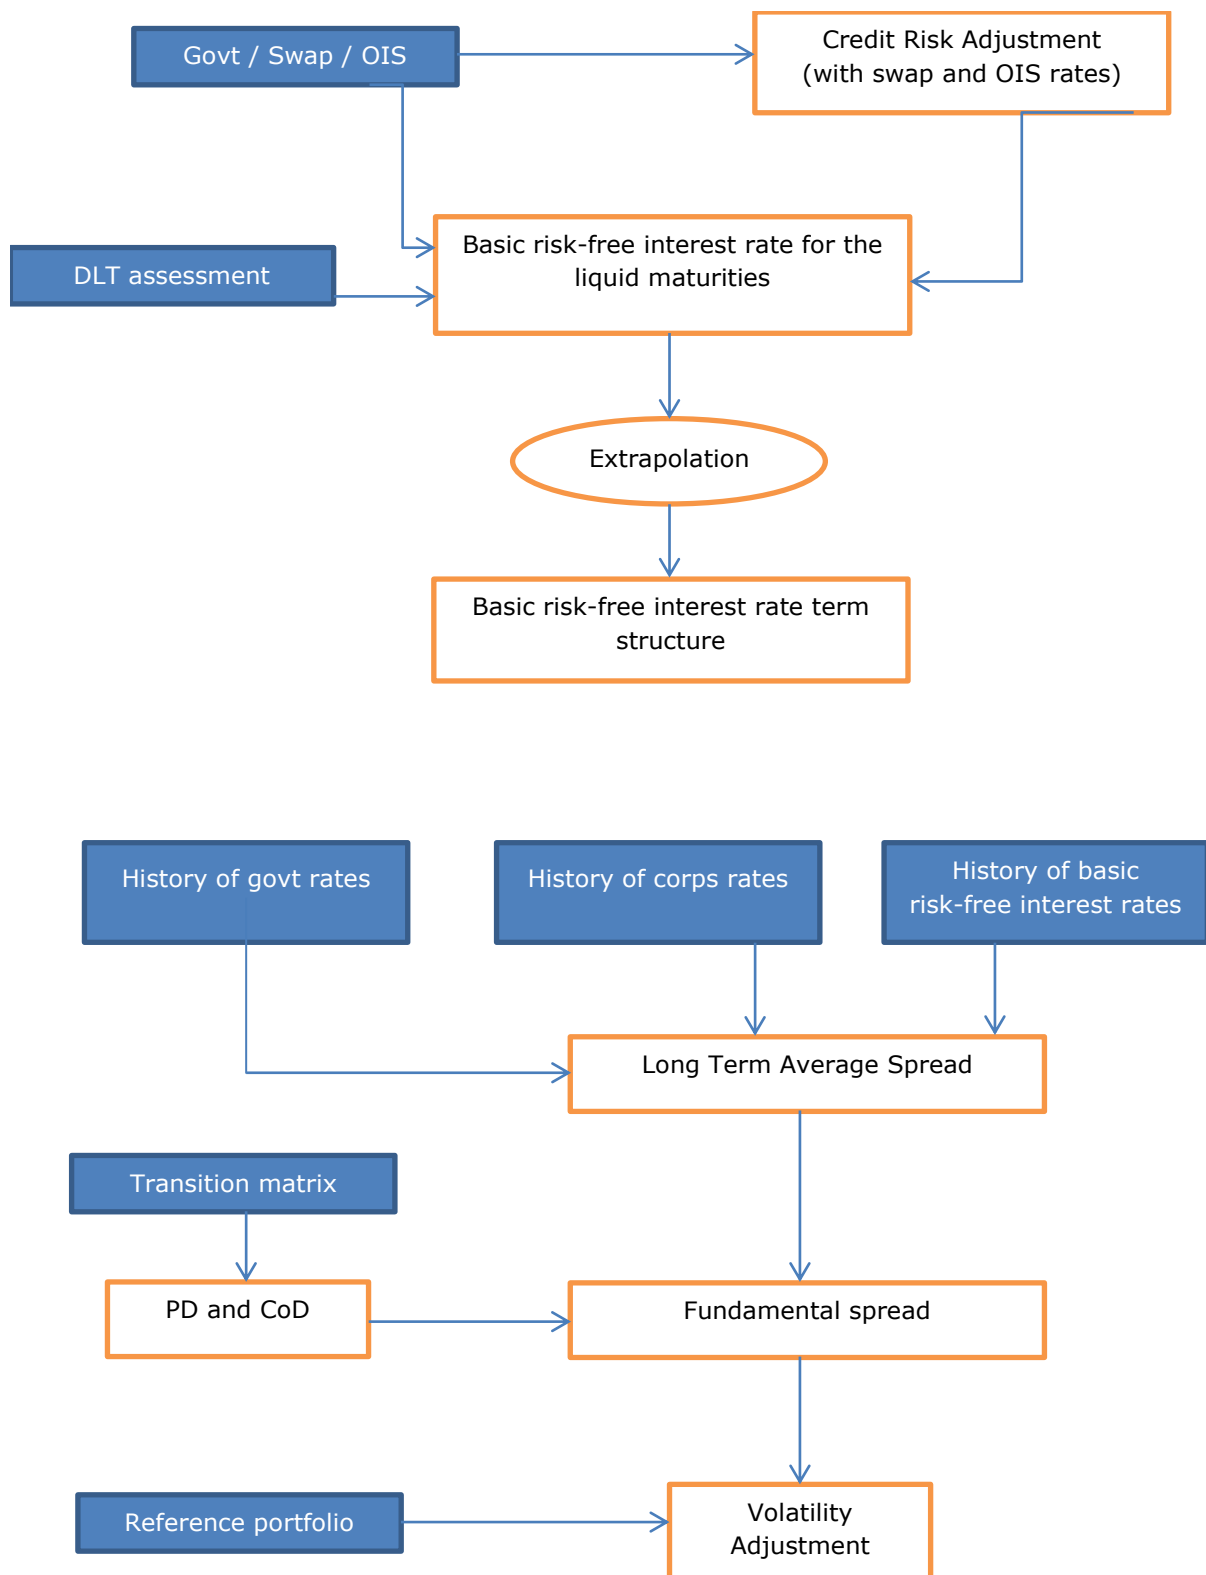 Govt / Swap / OIS
Credit Risk Adjustment
(with swap and OIS rates)
Basic risk-free interest rate for the
liquid maturities
DLT assessment
Extrapolation
Basic risk-free interest rate term
structure
History of govt rates
History of corps rates
History of basic
risk-free interest rates
Long Term Average Spread
Transition matrix
PD and CoD
Fundamental spread
Reference portfolio
Volatility
Adjustment